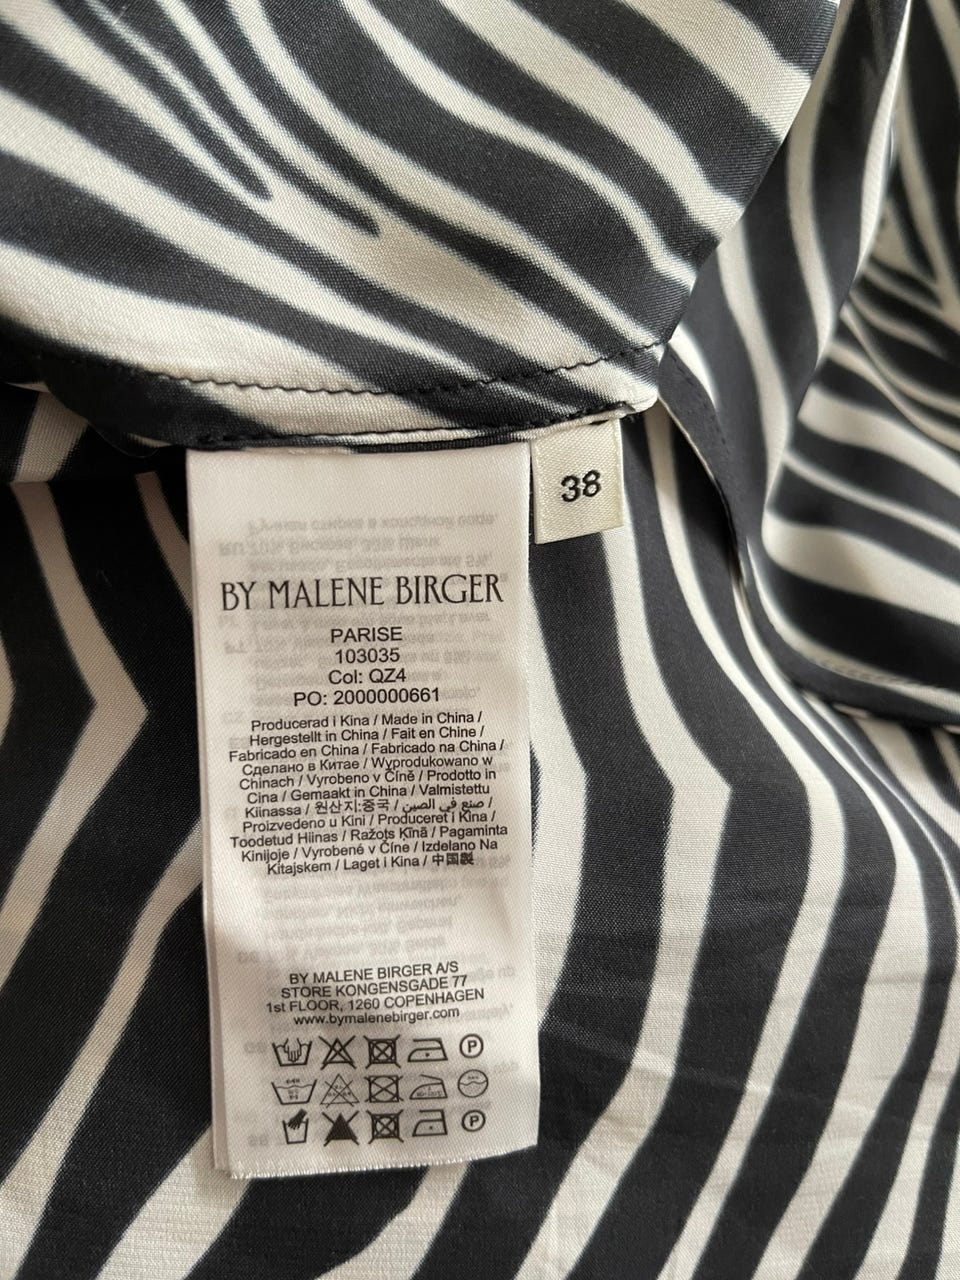 38
BY MALENE BIRGER
PARISE
103035
Col: QZ4
PO: 2000000661
Producerad i Kina / Made in China /
Hergestellt in China / Fait en Chine /
Fabricado en China / Fabricado na China /
Сделано в Китае / Wyprodukowano w
Chinach / Vyrobeno v Číně / Prodotto in
Cina / Gemaakt in China / Valmistettu
Kiinassa / 원산지:중국 / صنع في الصين /
Proizvedeno u Kini / Produceret i Kina /
Toodetud Hiinas / Ražots Ķīnā / Pagaminta
Kinijoje / Vyrobené v Číne / Izdelano Na
Kitajskem / Laget i Kina / 中国製
BY MALENE BIRGER A/S
STORE KONGENSGADE 77
1st FLOOR, 1260 COPENHAGEN
www.bymalenebirger.com
P
P